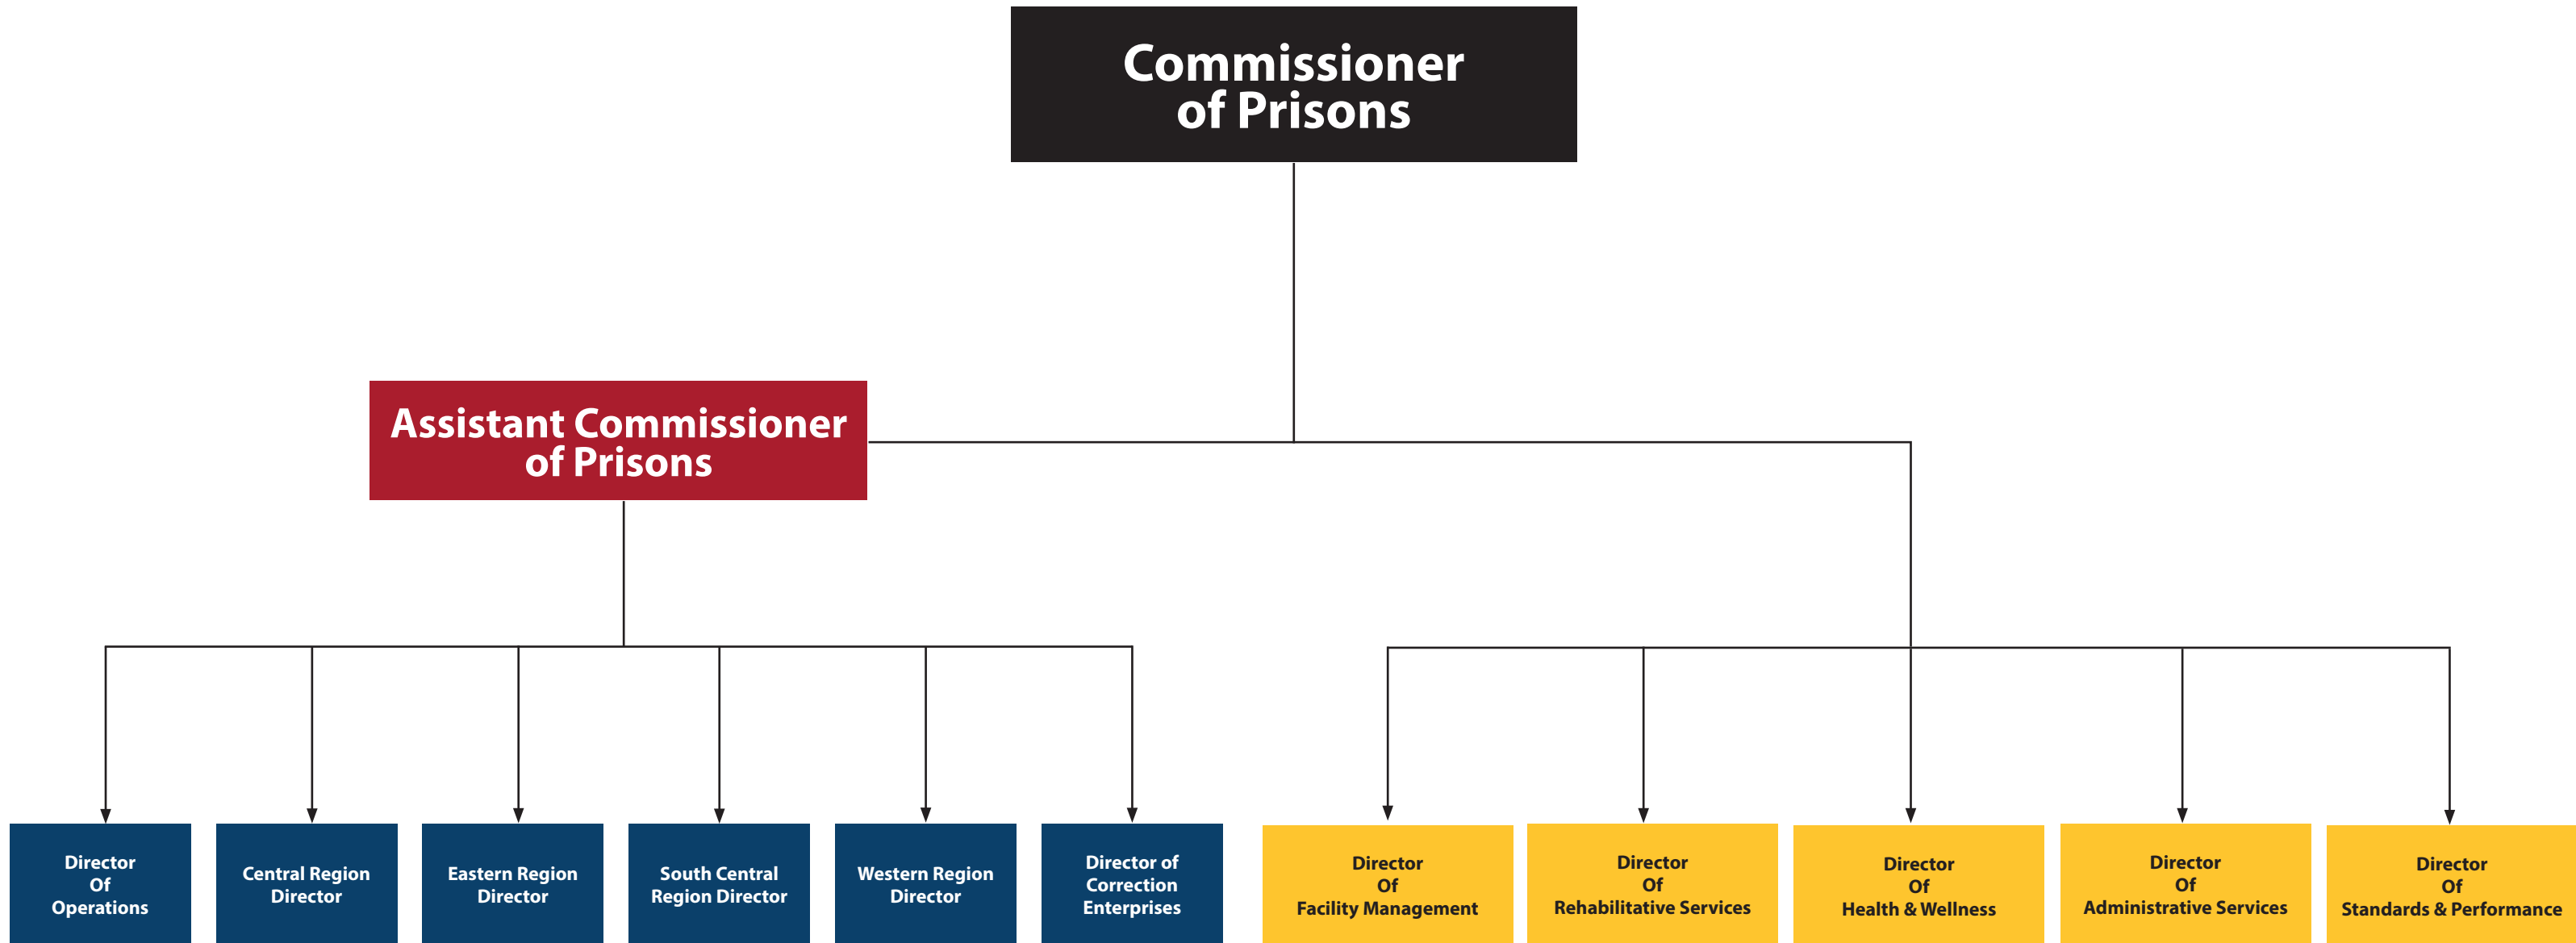 Commissioner
of Prisons
Assistant Commissioner
of Prisons
Director
Of
Operations
Central Region
Director
Eastern Region
Director
South Central
Region Director
Western Region
Director
Director of
Correction
Enterprises
Director
Of
Facility Management
Director
Of
Rehabilitative Services
Director
Of
Health & Wellness
Director
Of
Administrative Services
Director
Of
Standards & Performance